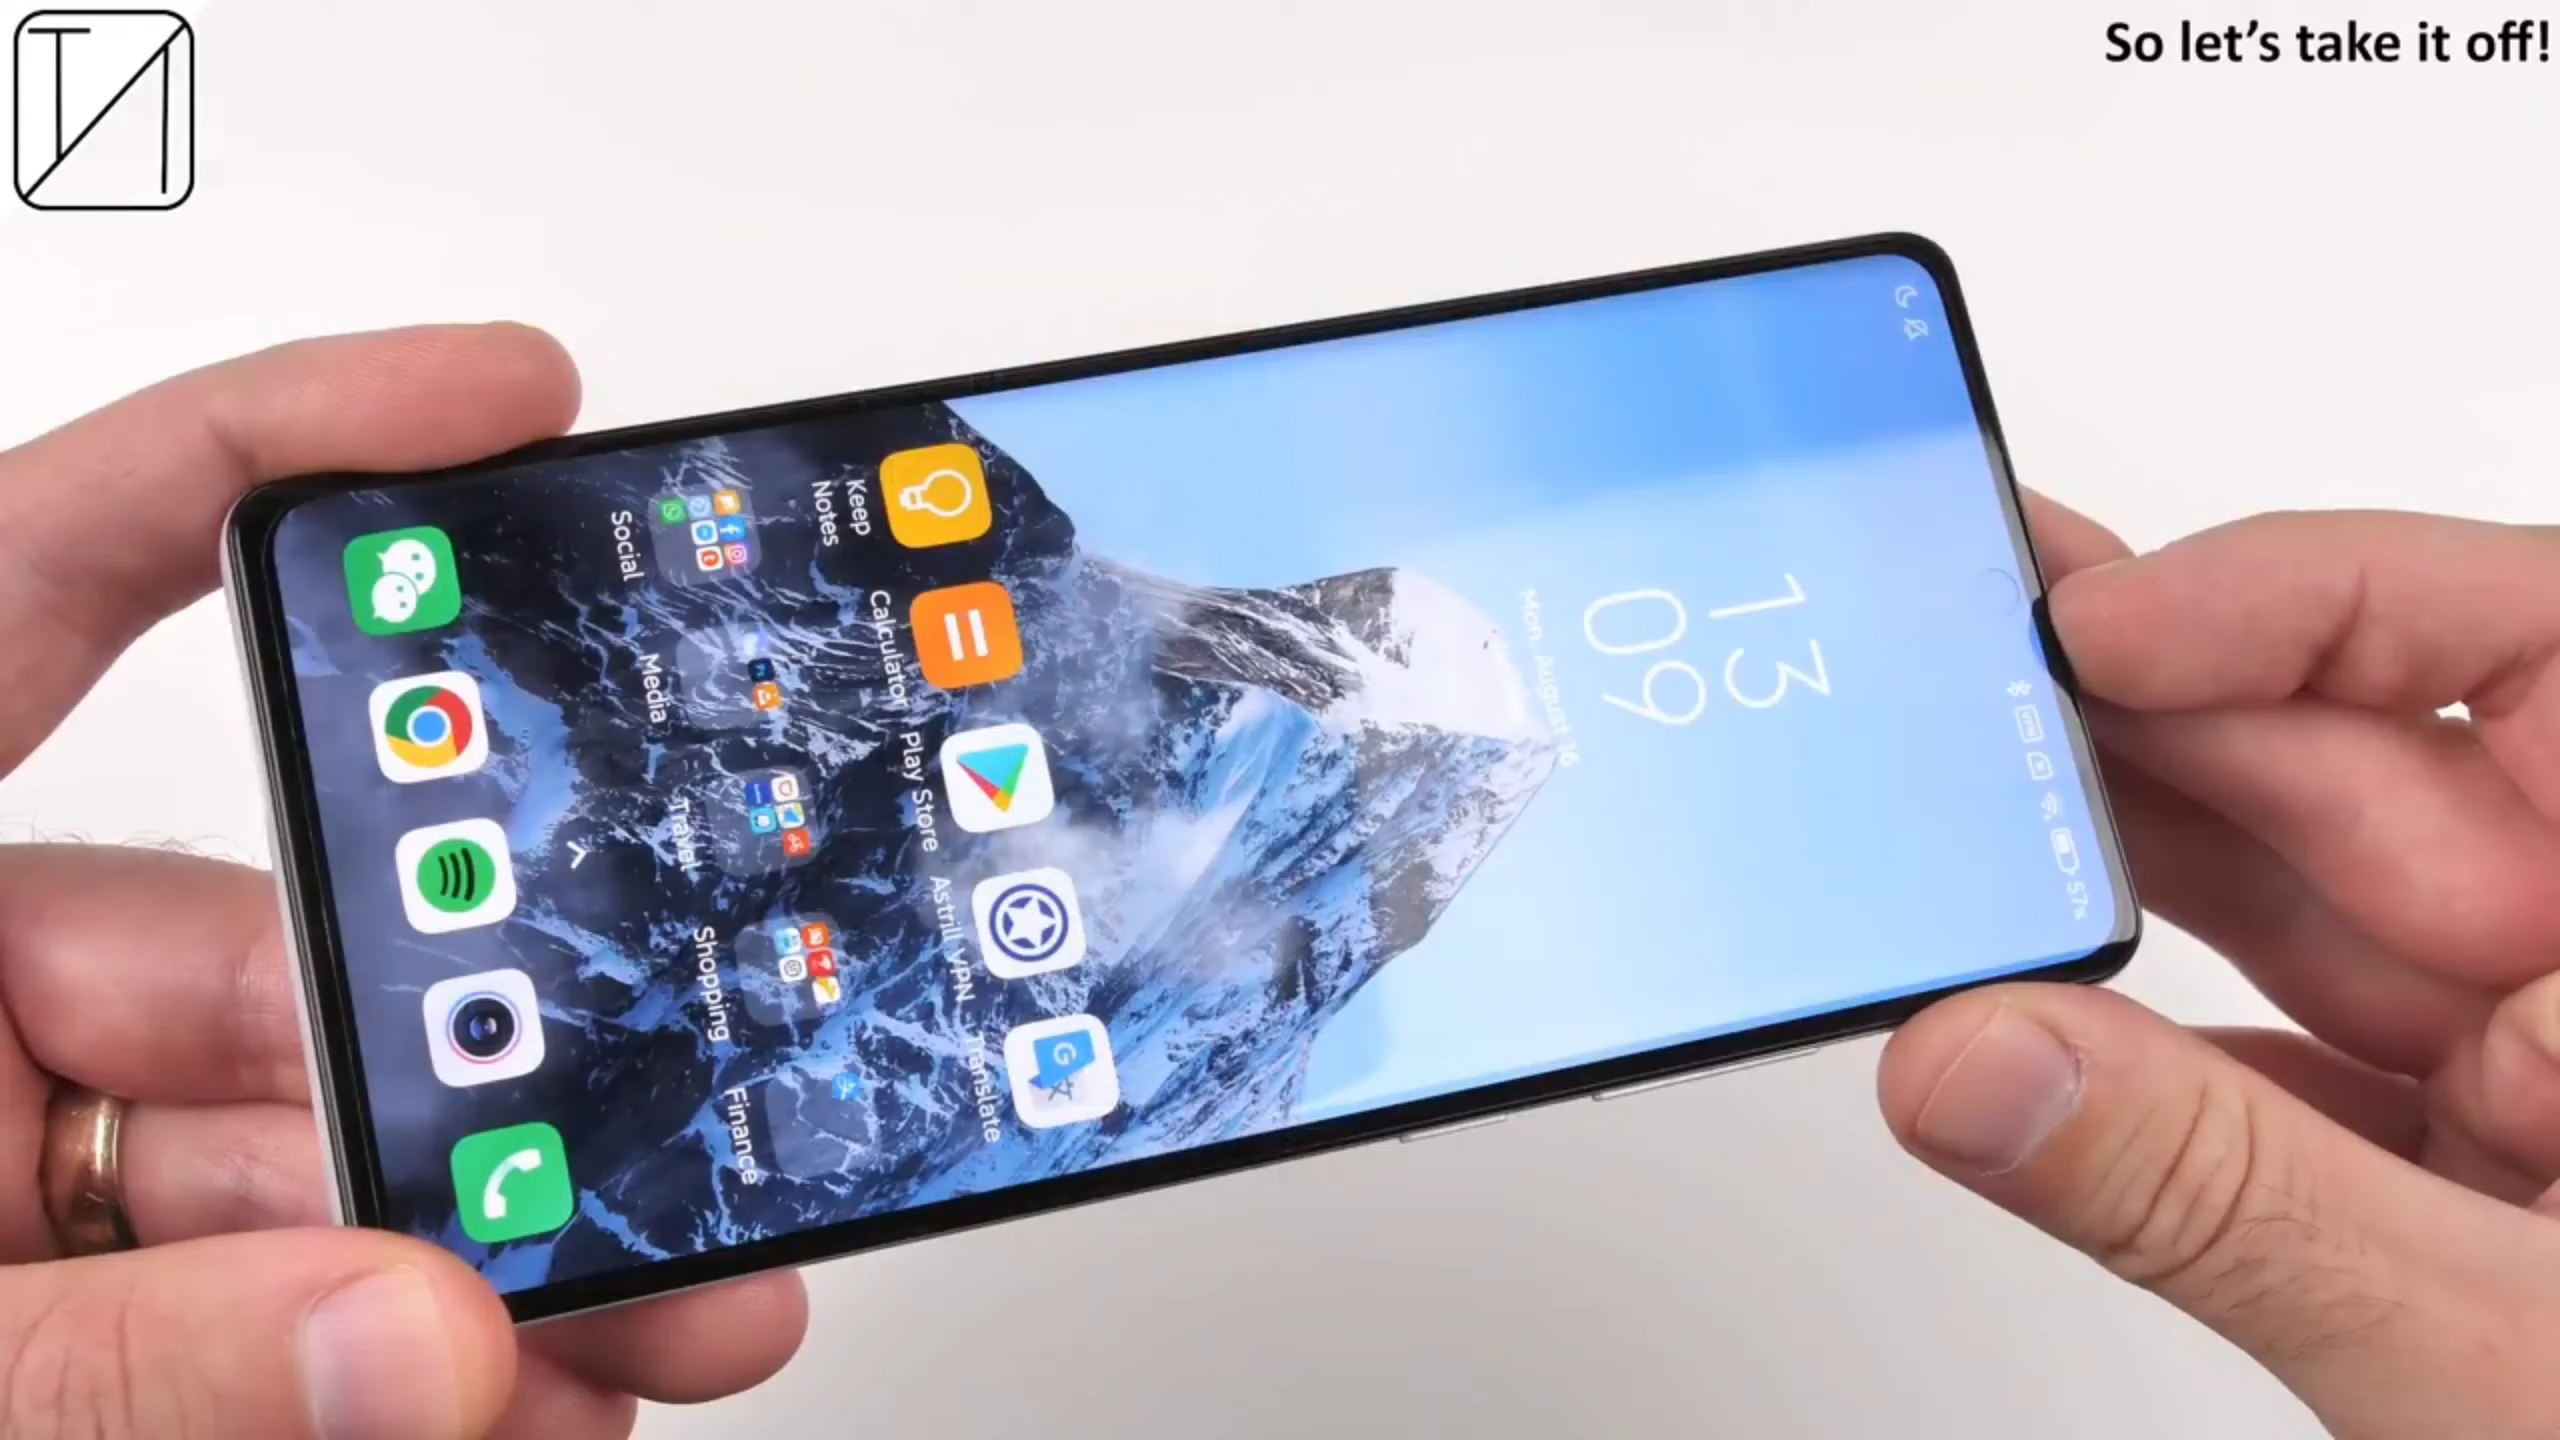 So let's take it off!
57%
13
09
Mon, August 16
Keep
Notes
Calculator
Play Store
Astrill VPN -
Translate
Social
Media
Travel
Shopping
Finance